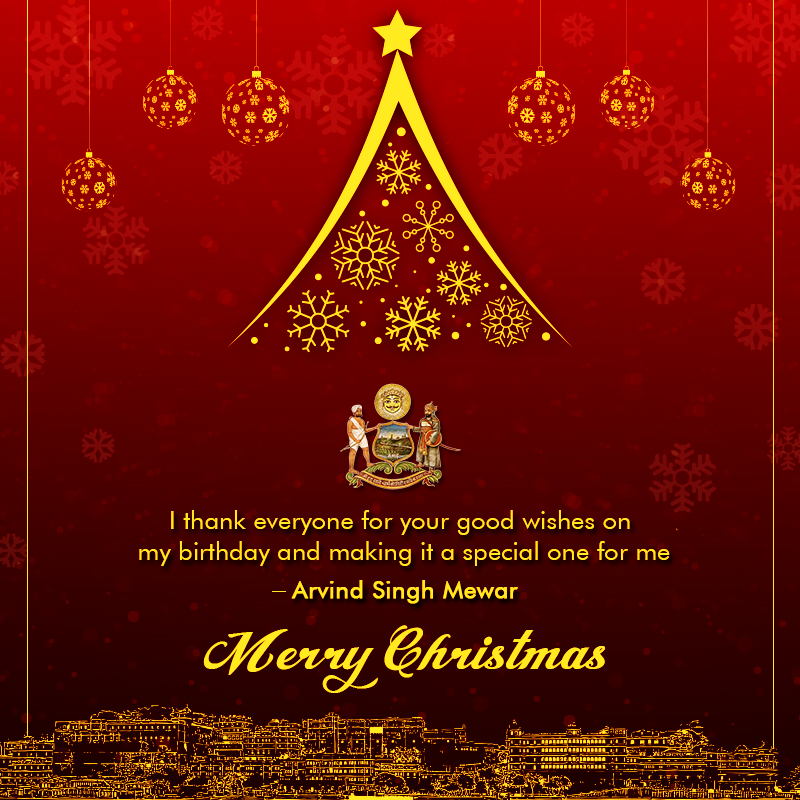 I thank everyone for your good wishes on
my birthday and making it a special one for me
– Arvind Singh Mewar
Merry Christmas